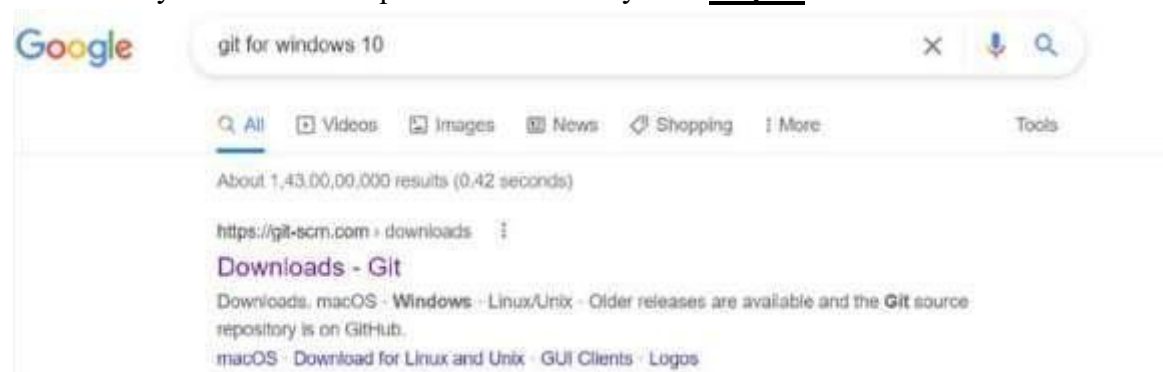 Google
git for windows 10
All Videos Images News Shopping More Tools
About 1,43,00,00,000 results (0.42 seconds)
https://git-scm.com › downloads
Downloads - Git
Downloads. macOS · Windows · Linux/Unix · Older releases are available and the Git source
repository is on GitHub.
macOS · Download for Linux and Unix · GUI Clients · Logos